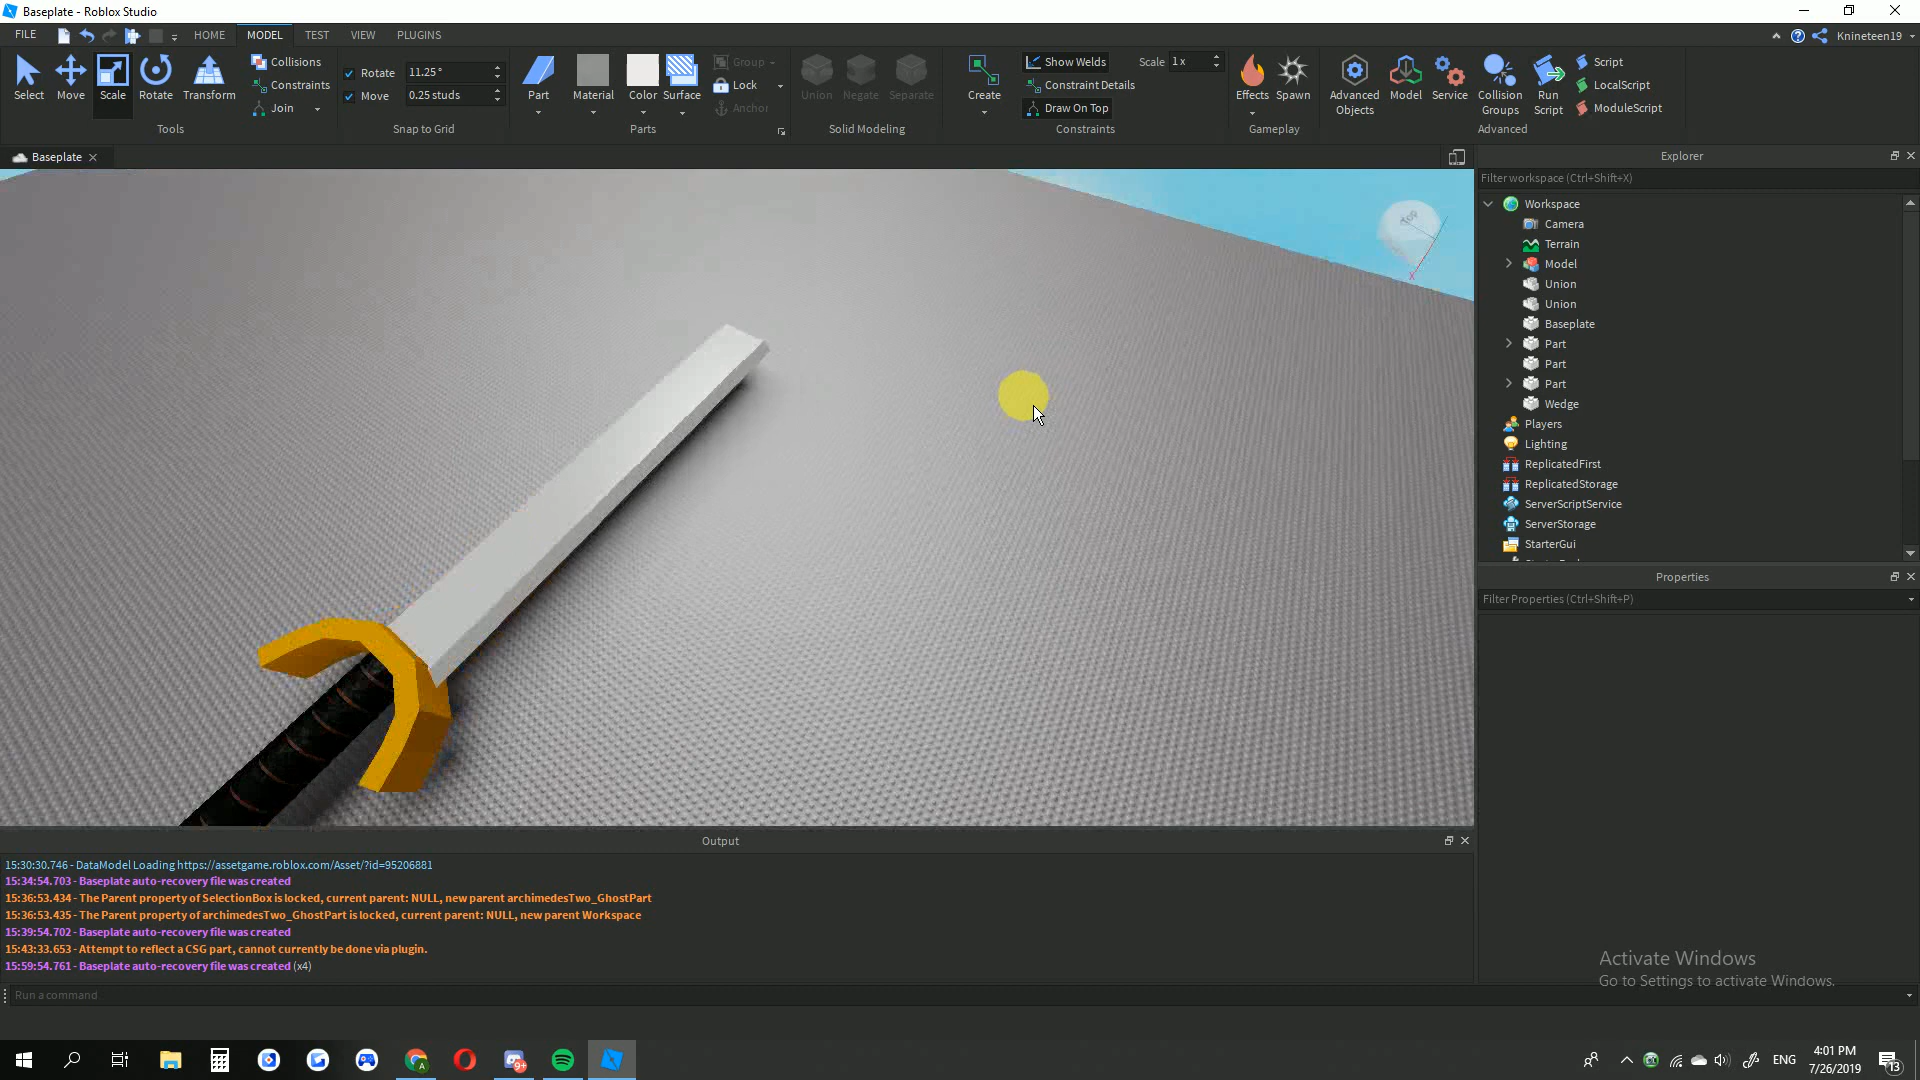 Baseplate - Roblox Studio
FILE HOME MODEL TEST VIEW PLUGINS
Knineteen19
Select Move Scale Rotate Transform
Collisions
Constraints
Join
Tools
Rotate 11.25 °
Move 0.25 studs
Snap to Grid
Part Material Color Surface
Group
Lock
Anchor
Parts
Union Negate Separate
Solid Modeling
Create
Show Welds
Constraint Details
Draw On Top
Scale 1 x
Constraints
Effects Spawn
Gameplay
Advanced Objects
Model Service
Collision Groups
Run Script
Script
LocalScript
ModuleScript
Advanced
Baseplate
X
Explorer
Filter workspace (Ctrl+Shift+X)
Workspace
Camera
Terrain
Model
Union
Union
Baseplate
Part
Part
Part
Wedge
Players
Lighting
ReplicatedFirst
ReplicatedStorage
ServerScriptService
ServerStorage
StarterGui
Properties
Filter Properties (Ctrl+Shift+P)
Output
15:30:30.746 - DataModel Loading https://assetgame.roblox.com/Asset/?id=95206881
15:34:54.703 - Baseplate auto-recovery file was created
15:36:53.434 - The Parent property of SelectionBox is locked, current parent: NULL, new parent archimedesTwo_GhostPart
15:36:53.435 - The Parent property of archimedesTwo_GhostPart is locked, current parent: NULL, new parent Workspace
15:39:54.702 - Baseplate auto-recovery file was created
15:43:33.653 - Attempt to reflect a CSG part, cannot currently be done via plugin.
15:59:54.761 - Baseplate auto-recovery file was created (x4)
Run a command
Activate Windows
Go to Settings to activate Windows.
A
9+
ENG
4:01 PM
7/26/2019
13